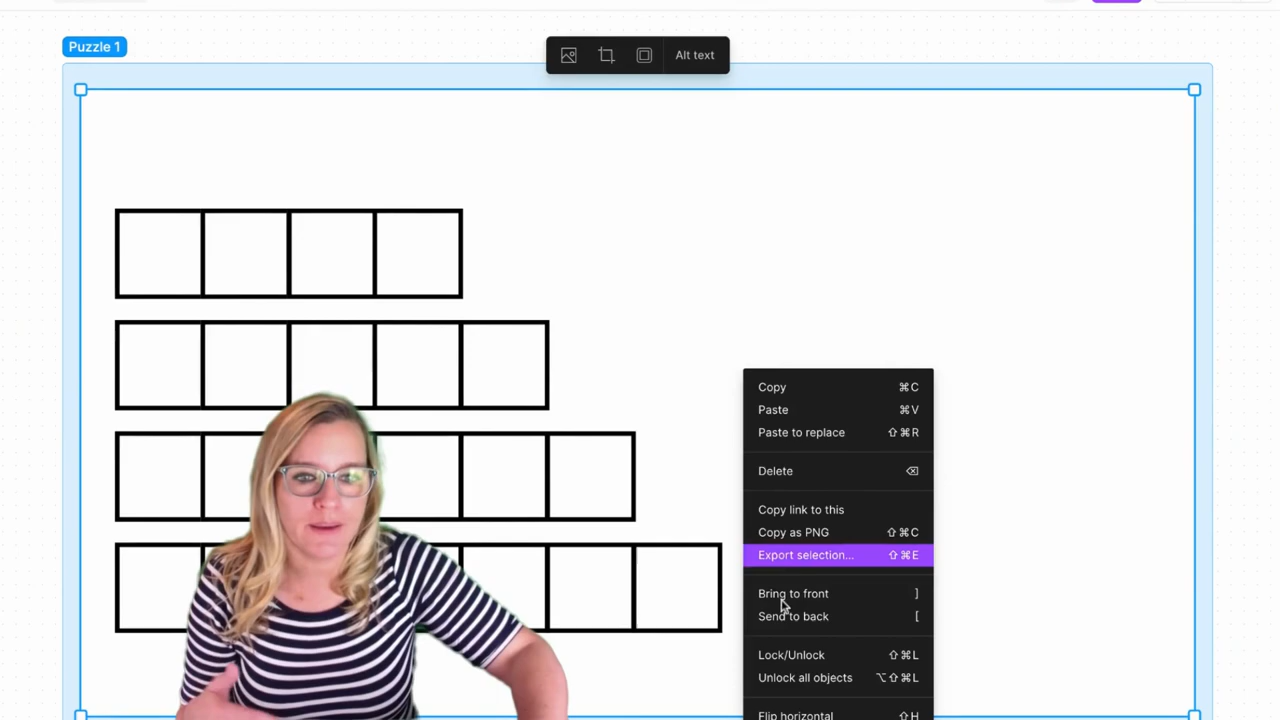 Puzzle 1
Alt text
Copy ⌘C
Paste ⌘V
Paste to replace ⇧⌘R
Delete ⌫
Copy link to this
Copy as PNG ⇧⌘C
Export selection... ⇧⌘E
Bring to front ]
Send to back [
Lock/Unlock ⇧⌘L
Unlock all objects ⌥⇧⌘L
Flip horizontal ⇧H